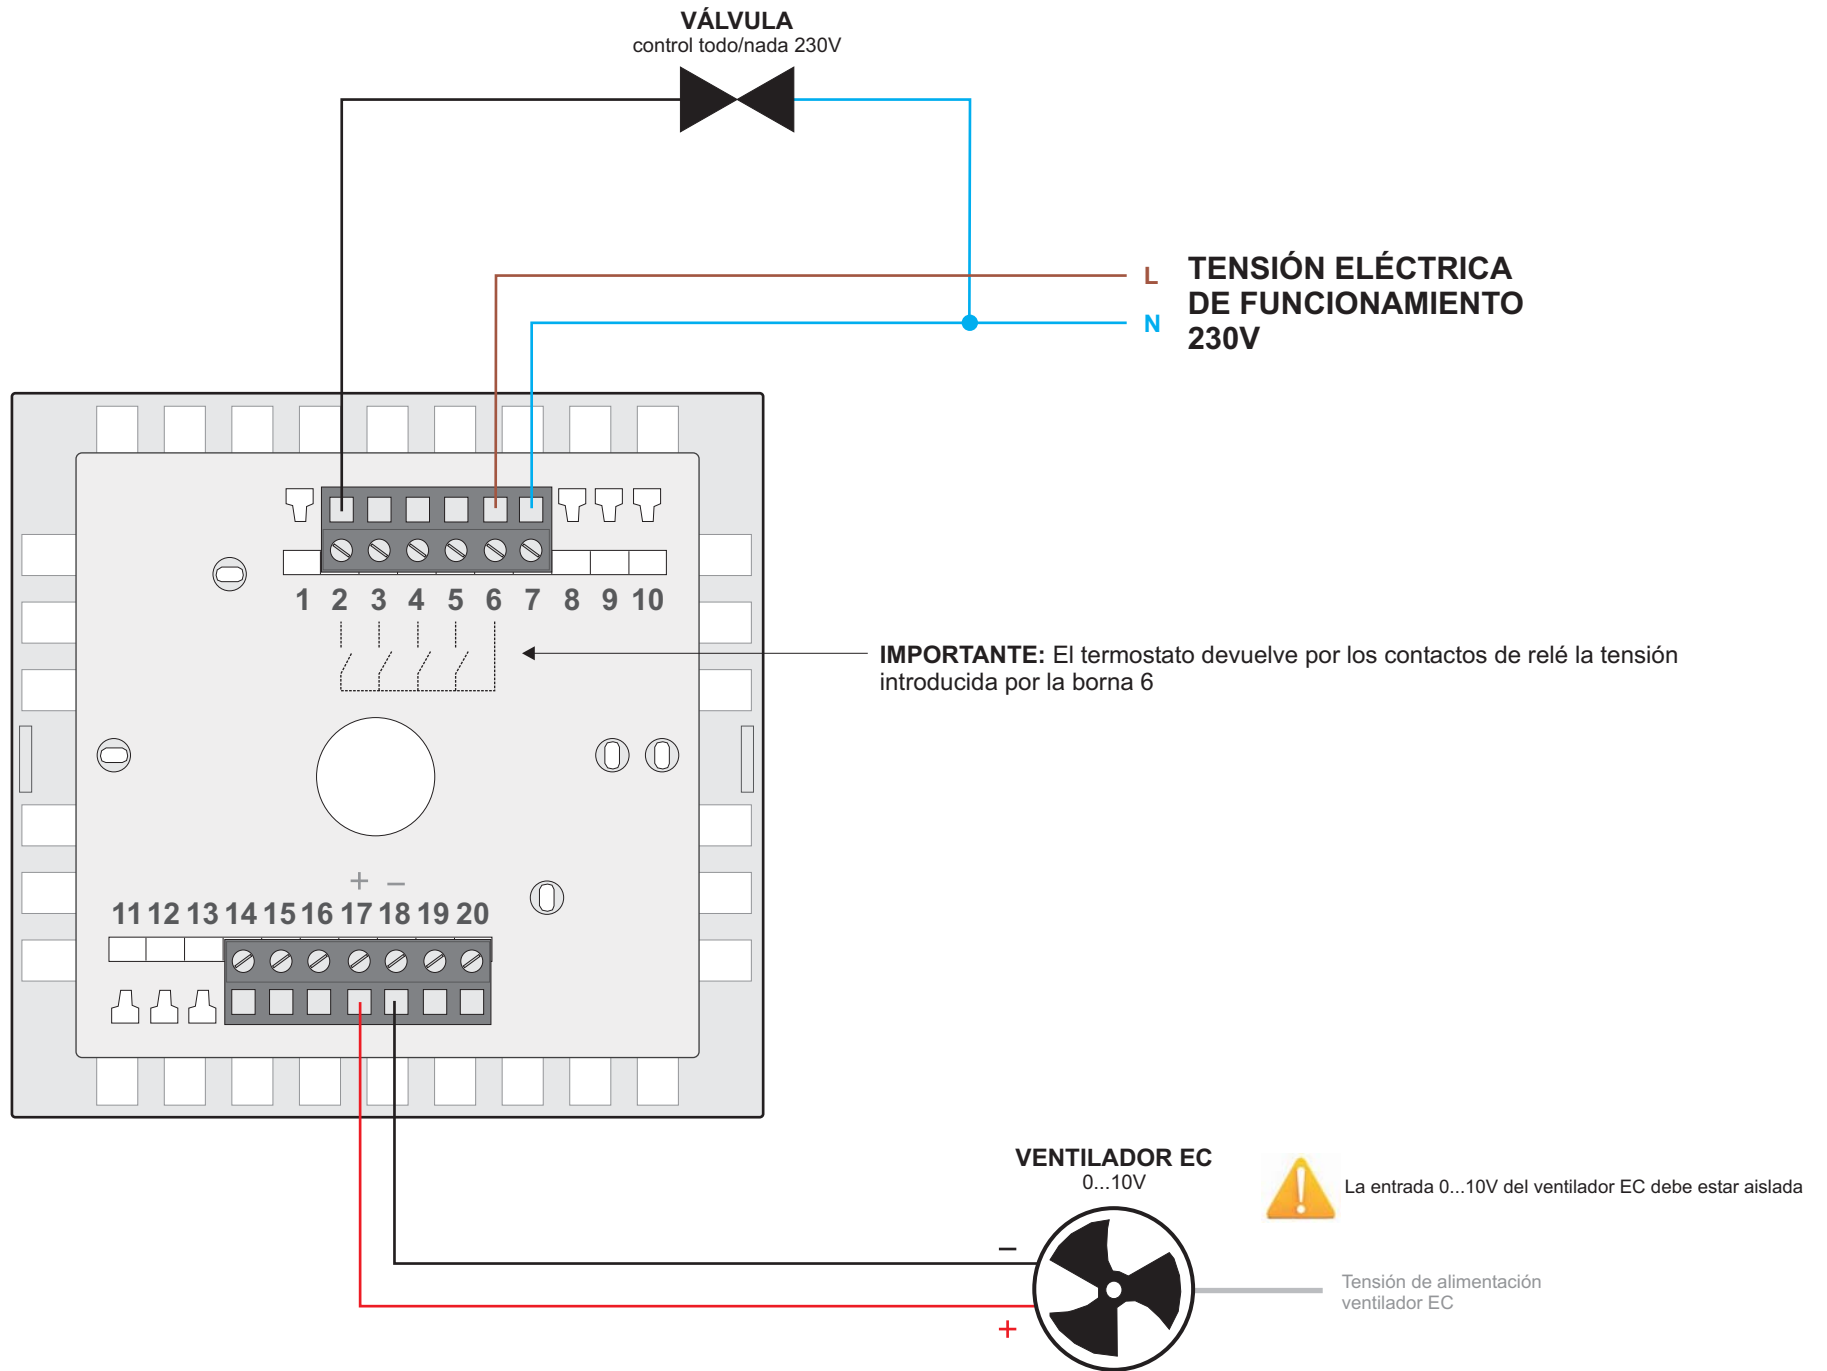 VÁLVULA
control todo/nada 230V
L
N
TENSIÓN ELÉCTRICA
DE FUNCIONAMIENTO
230V
1 2 3 4 5 6 7 8 9 10
IMPORTANTE: El termostato devuelve por los contactos de relé la tensión
introducida por la borna 6
+ −
11 12 13 14 15 16 17 18 19 20
VENTILADOR EC
0...10V
La entrada 0...10V del ventilador EC debe estar aislada
−
+
Tensión de alimentación
ventilador EC